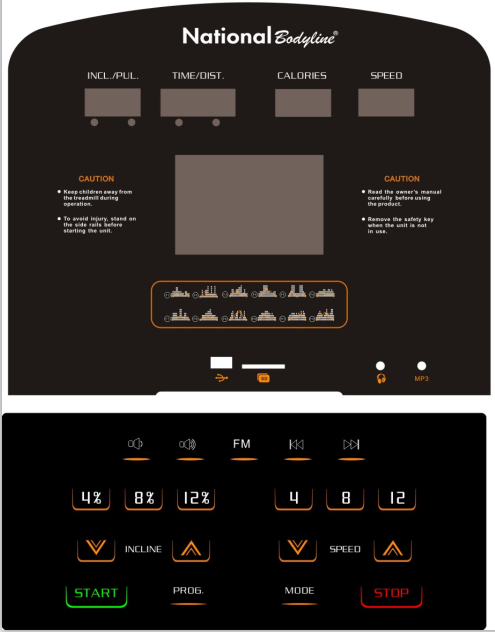 National Bodyline®
INCL./PUL. TIME/DIST. CALORIES SPEED
CAUTION
● Keep children away from
the treadmill during
operation.
● To avoid injury, stand on
the side rails before
starting the unit.
CAUTION
● Read the owner's manual
carefully before using
the product.
● Remove the safety key
when the unit is not
in use.
MP3
FM
4% 8% 12% 4 8 12
INCLINE SPEED
START PROG. MODE STOP